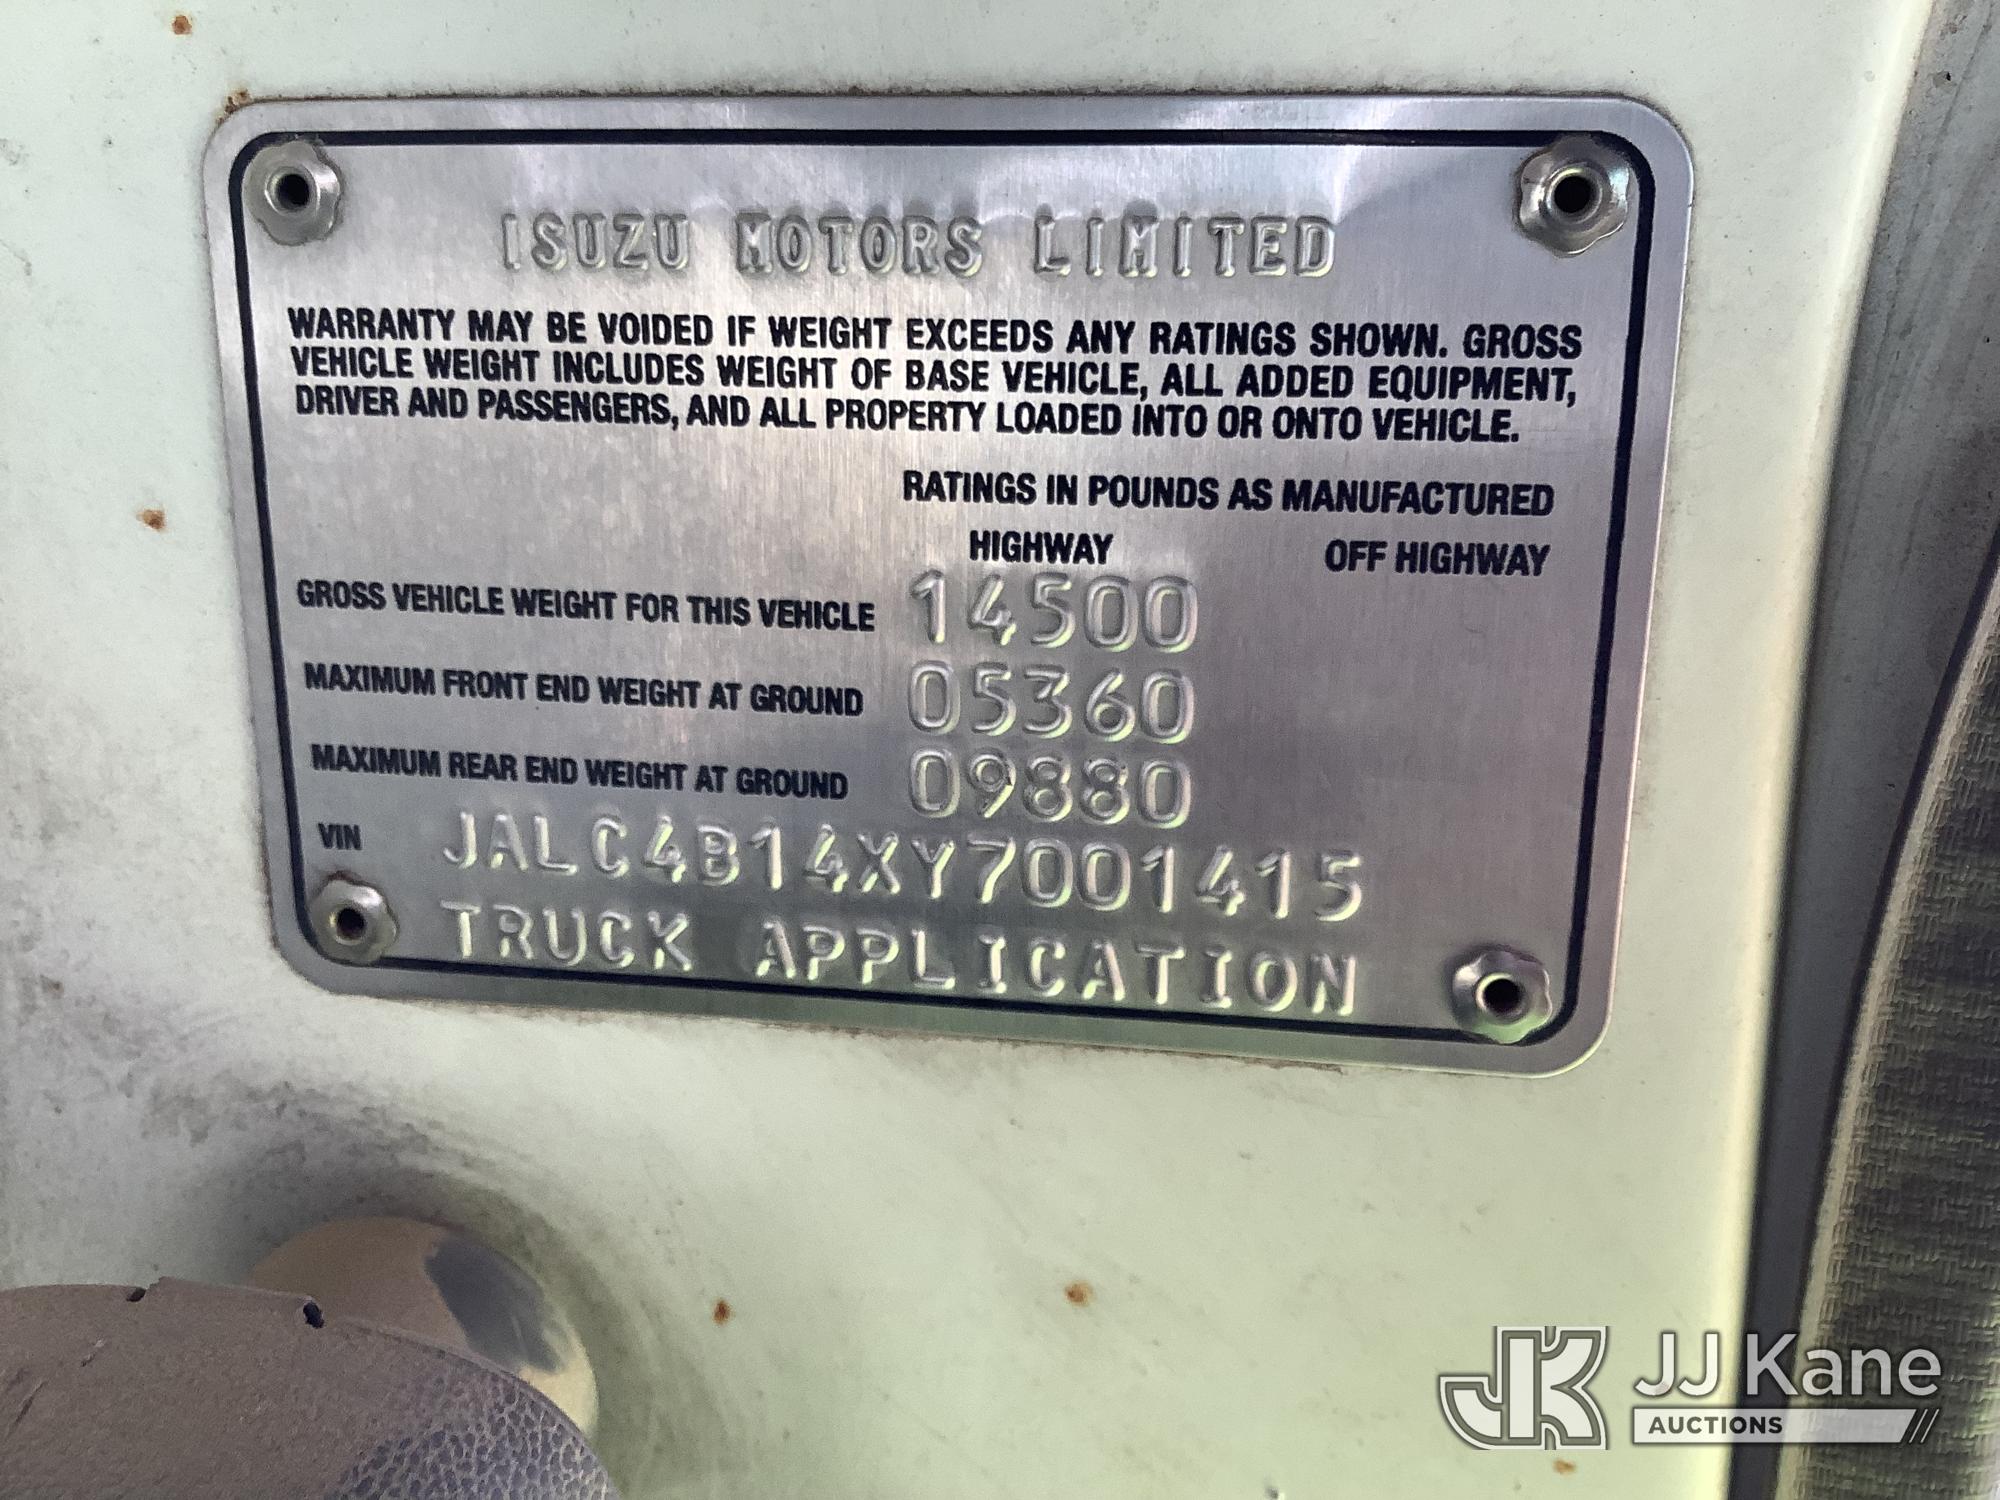 ISUZU MOTORS LIMITED
WARRANTY MAY BE VOIDED IF WEIGHT EXCEEDS ANY RATINGS SHOWN. GROSS
VEHICLE WEIGHT INCLUDES WEIGHT OF BASE VEHICLE, ALL ADDED EQUIPMENT,
DRIVER AND PASSENGERS, AND ALL PROPERTY LOADED INTO OR ONTO VEHICLE.
RATINGS IN POUNDS AS MANUFACTURED
HIGHWAY OFF HIGHWAY
GROSS VEHICLE WEIGHT FOR THIS VEHICLE 14500
MAXIMUM FRONT END WEIGHT AT GROUND 05360
MAXIMUM REAR END WEIGHT AT GROUND 09880
VIN JALC4B14XY7001415
TRUCK APPLICATION
JK JJ Kane
AUCTIONS